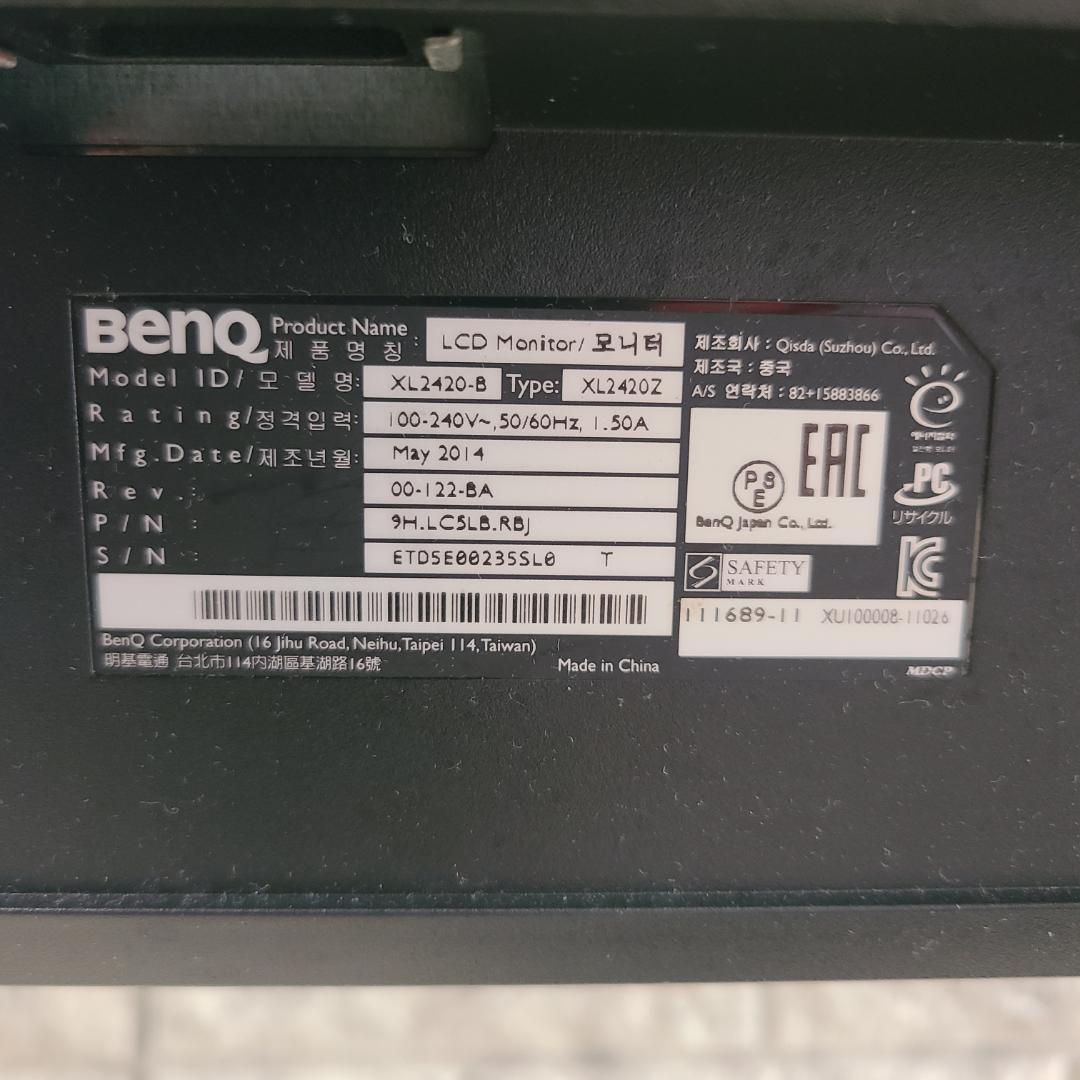 BenQ Product Name
제 품 명 칭 : LCD Monitor/ 모니터
Model ID/ 모 델 명: XL2420-B Type: XL2420Z
Rating/정격입력: 100-240V~, 50/60Hz, 1.50A
Mfg.Date/제조년월: May 2014
Rev. : 00-122-BA
P/N : 9H.LC5LB.RBJ
S/N : ETD5E00235SL0 T
BenQ Corporation (16 Jihu Road, Neihu, Taipei 114, Taiwan)
明基電通 台北市114內湖區基湖路16號
Made in China
제조회사 : Qisda (Suzhou) Co., Ltd.
제조국 : 중국
A/S 연락처 : 82+15883866
PS
E
EAC
BenQ Japan Co., Ltd.
SAFETY
MARK
111689-11 XU100008-11026
PC
リサイクル
MDCP